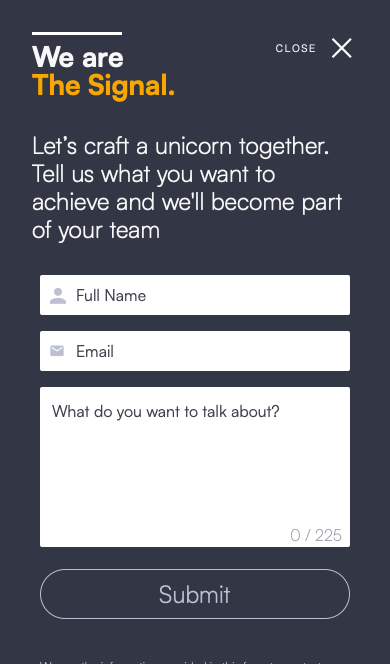 We are
CLOSE
The Signal.
Let's craft a unicorn together.
Tell us what you want to
achieve and we'll become part
of your team
Full Name
Email
What do you want to talk about?
0 / 225
Submit